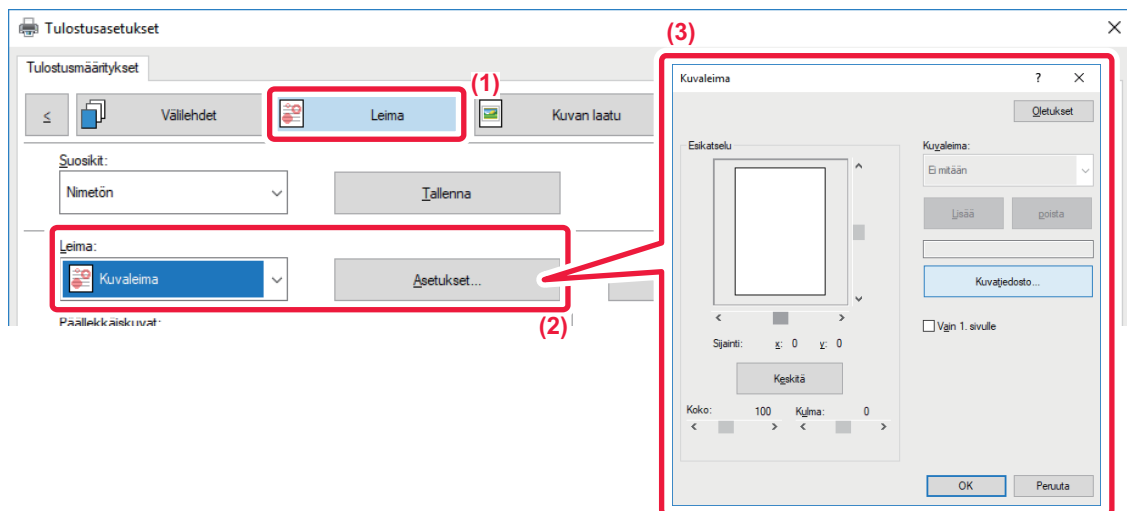 Tulostusasetukset
Tulostusmääritykset
(1)
< Välilehdet
Leima
Kuvan laatu
Suosikit:
Nimetön
Tallenna
Leima:
Kuvaleima
Asetukset...
(2)
Päällekkäiskuvat:
(3)
Kuvaleima
?
Oletukset
Esikatselu
Kuvaleima:
Ei mitään
Lisää
poista
Kuvatiedosto...
Vain 1. sivulle
Sijainti: x: 0 y: 0
Keskitä
Koko: 100 Kulma: 0
OK
Peruuta